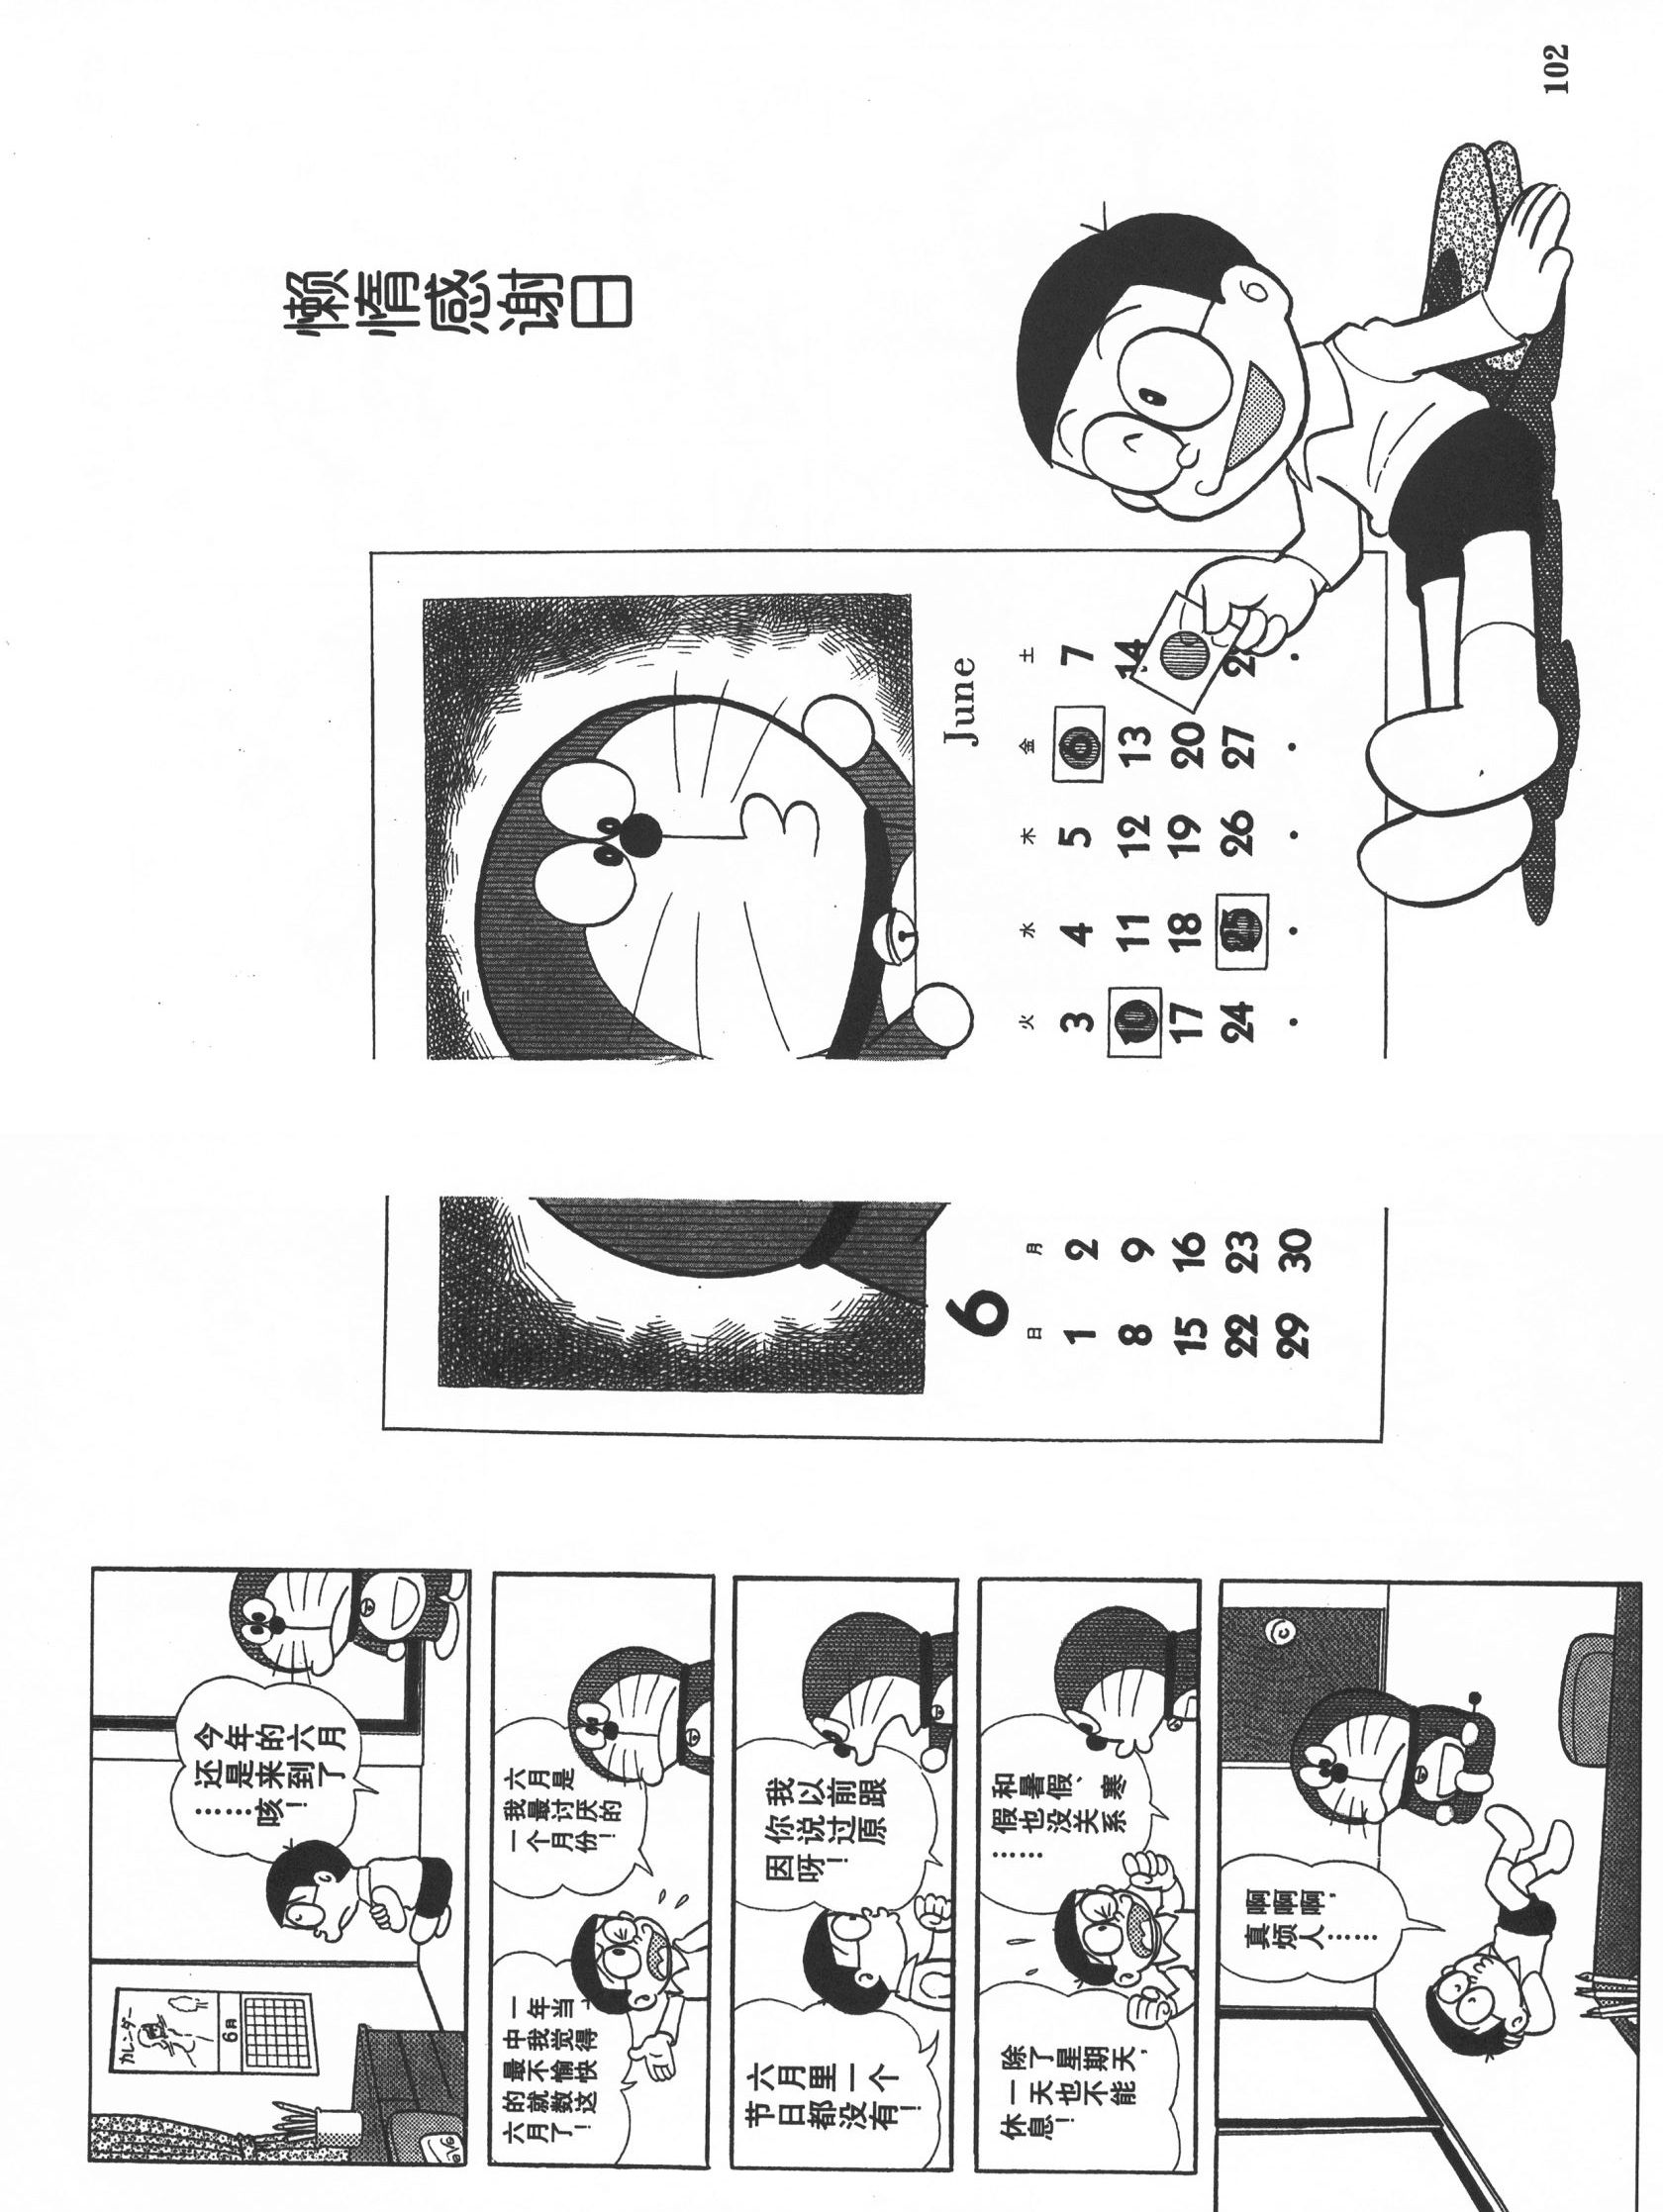 102
懒惰感谢日
6 June
日 月 火 水 木 金 土
1 2 3 4 5 6 7
8 9 11 12 13 14
15 16 17 18 19 20
22 23 24 25 26 27
29 30
今年的六月
还是来到了
……咳！
カレンダー
6月
六月是
我最讨厌的
一个月份！
一年当
中我觉得
最不愉快
的就数这
六月了！
我以前跟
你说过原
因呀！
六月里一个
节日都没有！
和暑假、寒
假也没关系
……
除了星期天，
一天也不能
休息！
啊啊啊，
真烦人……